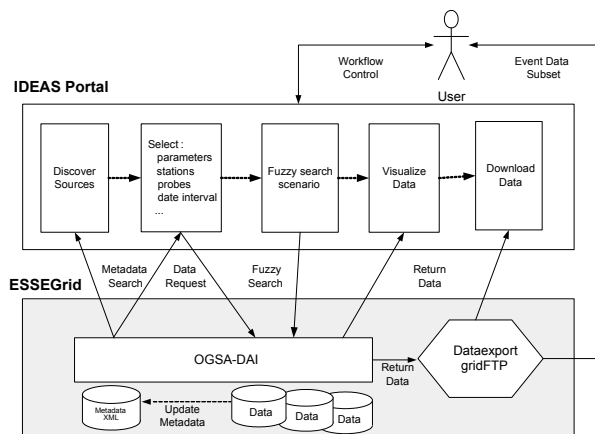 Workflow
Control
Event Data
Subset
User
IDEAS Portal
Discover
Sources
Select :
parameters
stations
probes
date interval
...
Fuzzy search
scenario
Visualize
Data
Download
Data
Metadata
Search
Data
Request
Fuzzy
Search
Return
Data
ESSEGrid
OGSA-DAI
Return
Data
Dataexport
gridFTP
Metadata
XML
Update
Metadata
Data
Data
Data